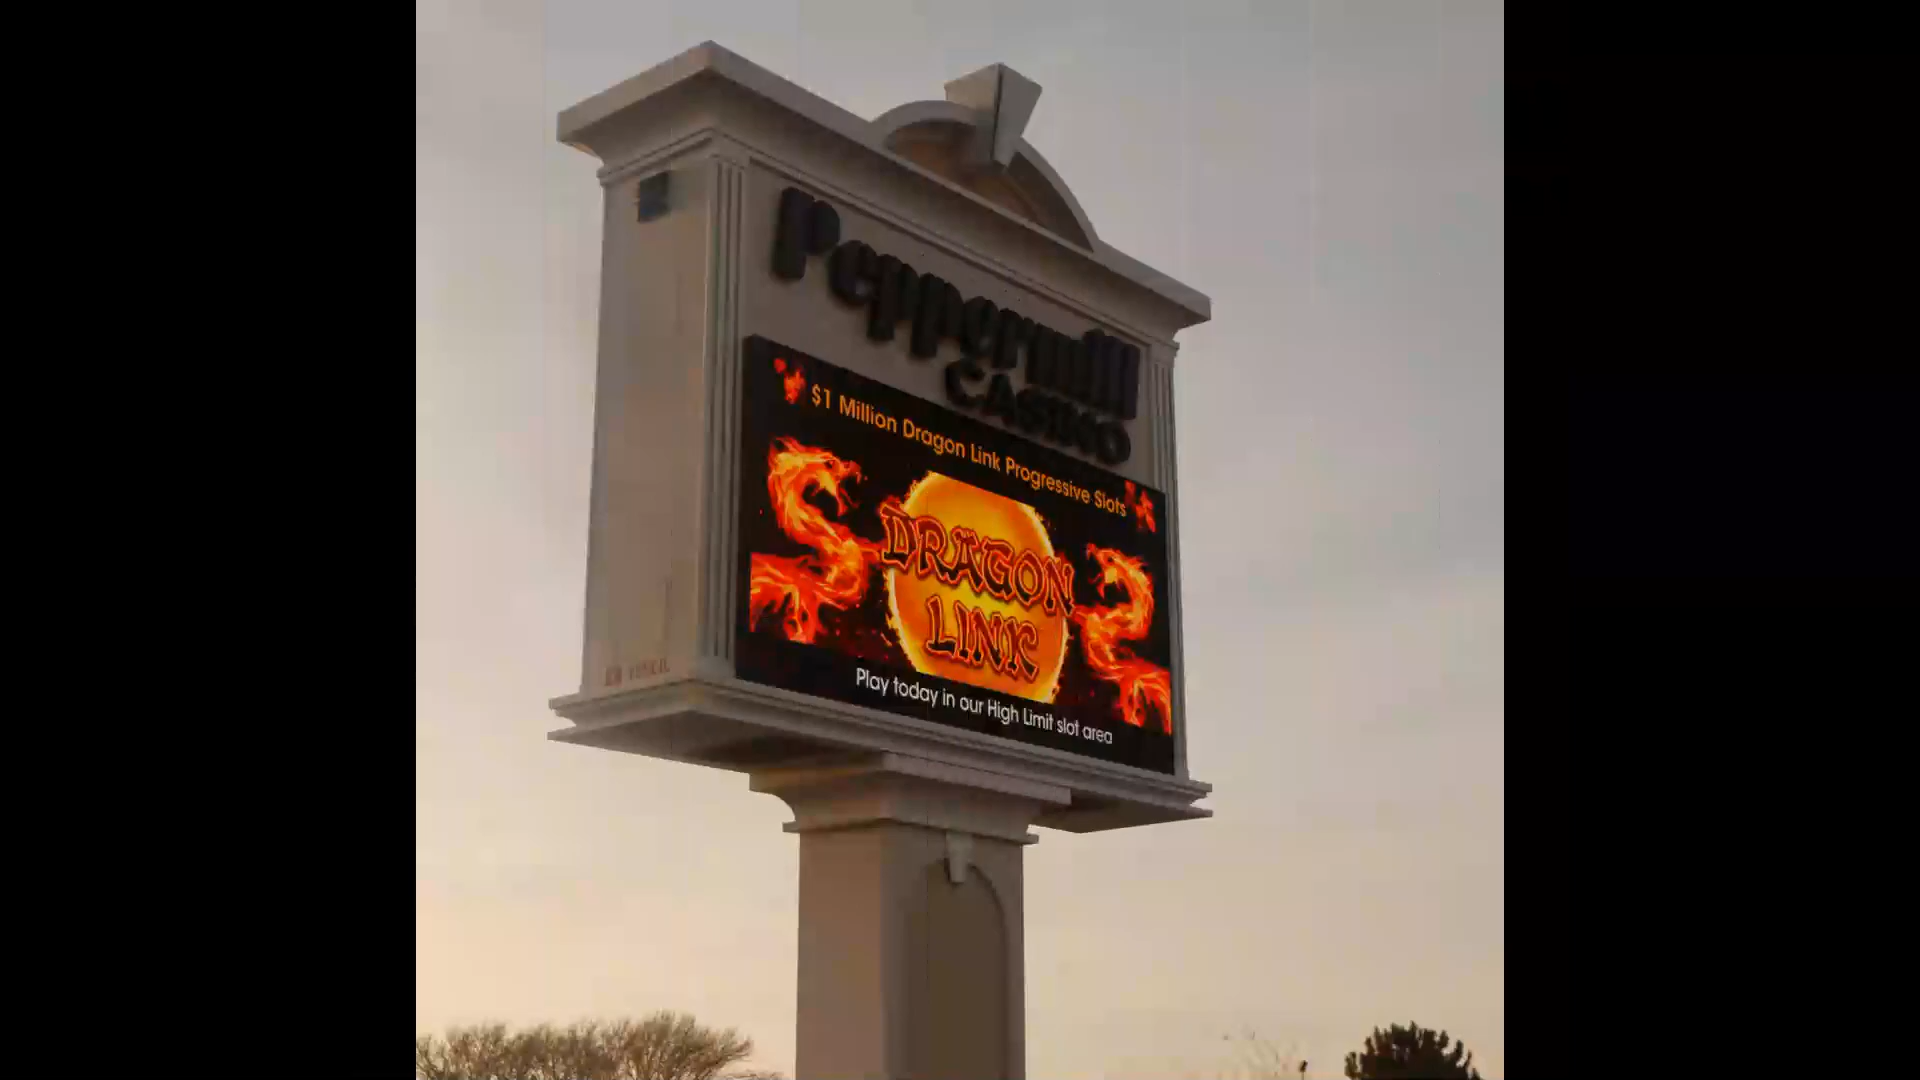 Peppermill
CASINO
$1 Million Dragon Link Progressive Slots
DRAGON
LINK
Play today in our High Limit slot area